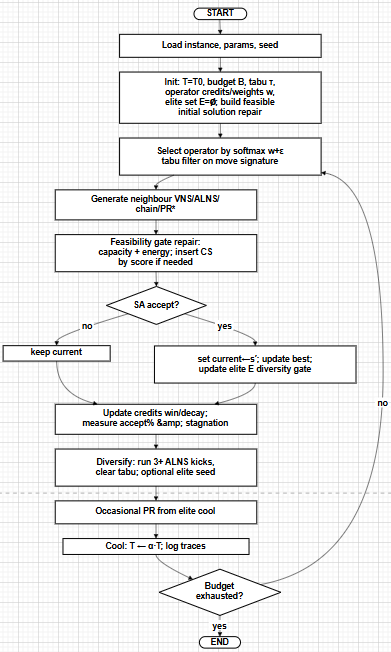 START
Load instance, params, seed
Init: T=T0, budget B, tabu τ,
operator credits/weights w,
elite set E=∅; build feasible
initial solution repair
Select operator by softmax w+ε
tabu filter on move signature
Generate neighbour VNS/ALNS/
chain/PR*
Feasibility gate repair:
capacity + energy; insert CS
by score if needed
SA accept?
no
yes
keep current
set current←s′; update best;
update elite E diversity gate
no
Update credits win/decay;
measure accept% &amp; stagnation
Diversify: run 3+ ALNS kicks,
clear tabu; optional elite seed
Occasional PR from elite cool
Cool: T ← α·T; log traces
Budget
exhausted?
yes
END